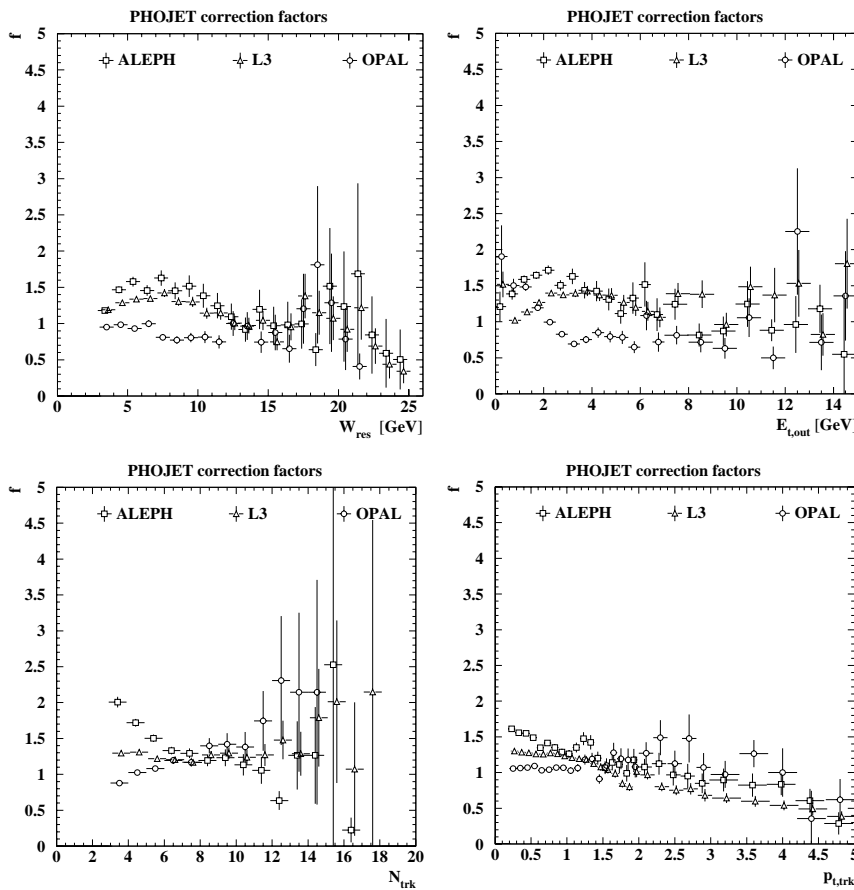 PHOJET correction factors
f
ALEPH L3 OPAL
5
4.5
4
3.5
3
2.5
2
1.5
1
0.5
0
0 5 10 15 20 25
W_res [GeV]
PHOJET correction factors
f
ALEPH L3 OPAL
5
4.5
4
3.5
3
2.5
2
1.5
1
0.5
0
0 2 4 6 8 10 12 14
E_t,out [GeV]
PHOJET correction factors
f
ALEPH L3 OPAL
5
4.5
4
3.5
3
2.5
2
1.5
1
0.5
0
0 2 4 6 8 10 12 14 16 18 20
N_trk
PHOJET correction factors
f
ALEPH L3 OPAL
5
4.5
4
3.5
3
2.5
2
1.5
1
0.5
0
0 0.5 1 1.5 2 2.5 3 3.5 4 4.5 5
p_t,trk